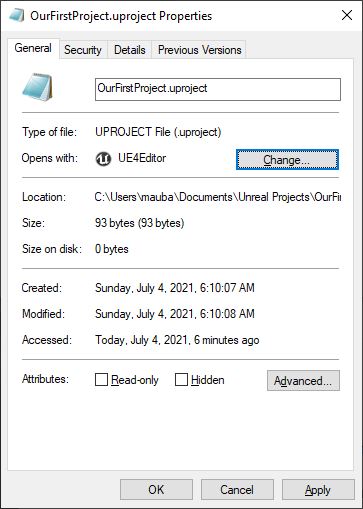 OurFirstProject.uproject Properties
General Security Details Previous Versions
OurFirstProject.uproject
Type of file: UPROJECT File (.uproject)
Opens with: UE4Editor Change...
Location: C:\Users\mauba\Documents\Unreal Projects\OurFi
Size: 93 bytes (93 bytes)
Size on disk: 0 bytes
Created: Sunday, July 4, 2021, 6:10:07 AM
Modified: Sunday, July 4, 2021, 6:10:08 AM
Accessed: Today, July 4, 2021, 6 minutes ago
Attributes: Read-only Hidden Advanced...
OK Cancel Apply